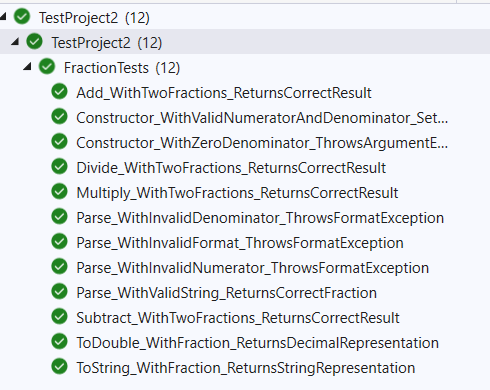 TestProject2 (12)
TestProject2 (12)
FractionTests (12)
Add_WithTwoFractions_ReturnsCorrectResult
Constructor_WithValidNumeratorAndDenominator_Set...
Constructor_WithZeroDenominator_ThrowsArgumentE...
Divide_WithTwoFractions_ReturnsCorrectResult
Multiply_WithTwoFractions_ReturnsCorrectResult
Parse_WithInvalidDenominator_ThrowsFormatException
Parse_WithInvalidFormat_ThrowsFormatException
Parse_WithInvalidNumerator_ThrowsFormatException
Parse_WithValidString_ReturnsCorrectFraction
Subtract_WithTwoFractions_ReturnsCorrectResult
ToDouble_WithFraction_ReturnsDecimalRepresentation
ToString_WithFraction_ReturnsStringRepresentation